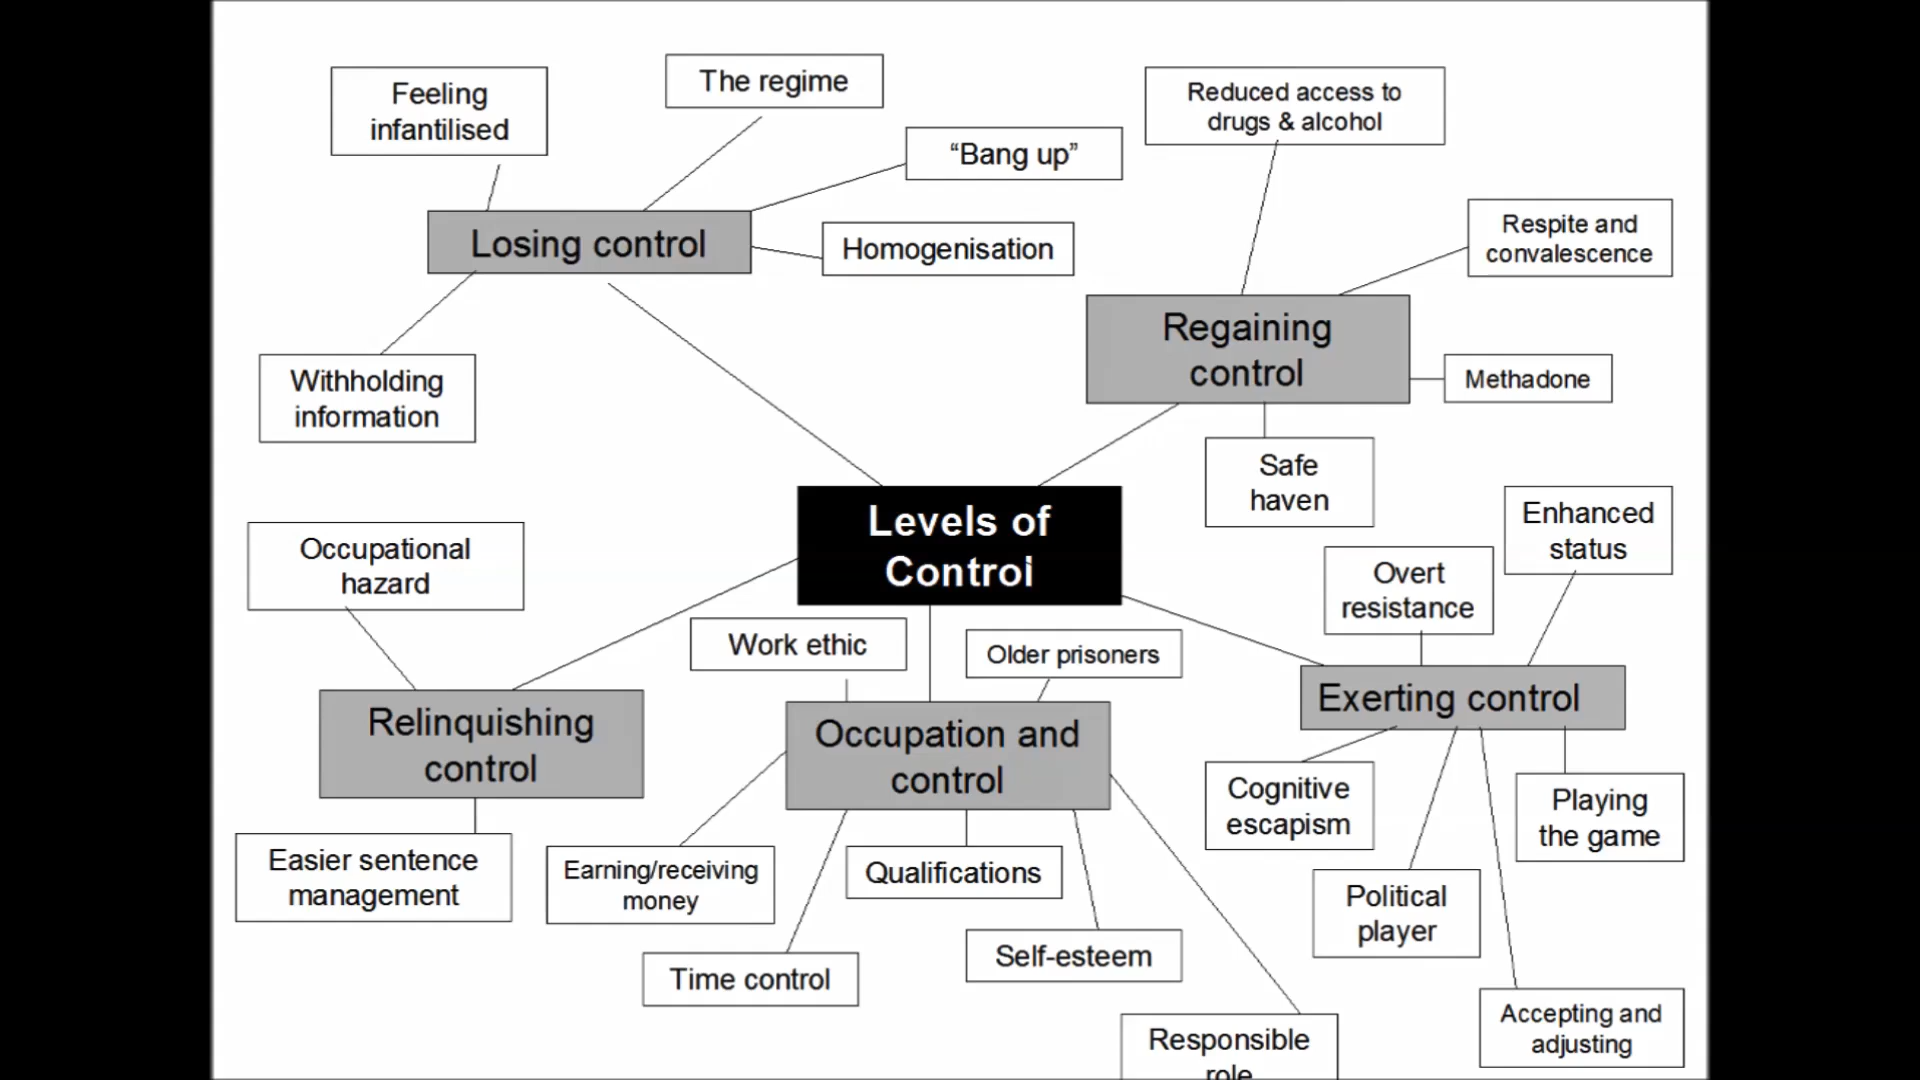 Feeling
infantilised
The regime
“Bang up”
Homogenisation
Losing control
Withholding
information
Reduced access to
drugs & alcohol
Respite and
convalescence
Regaining
control
Methadone
Safe
haven
Levels of
Control
Occupational
hazard
Relinquishing
control
Easier sentence
management
Work ethic
Older prisoners
Occupation and
control
Earning/receiving
money
Qualifications
Time control
Self-esteem
Responsible
role
Enhanced
status
Overt
resistance
Exerting control
Cognitive
escapism
Playing
the game
Political
player
Accepting and
adjusting